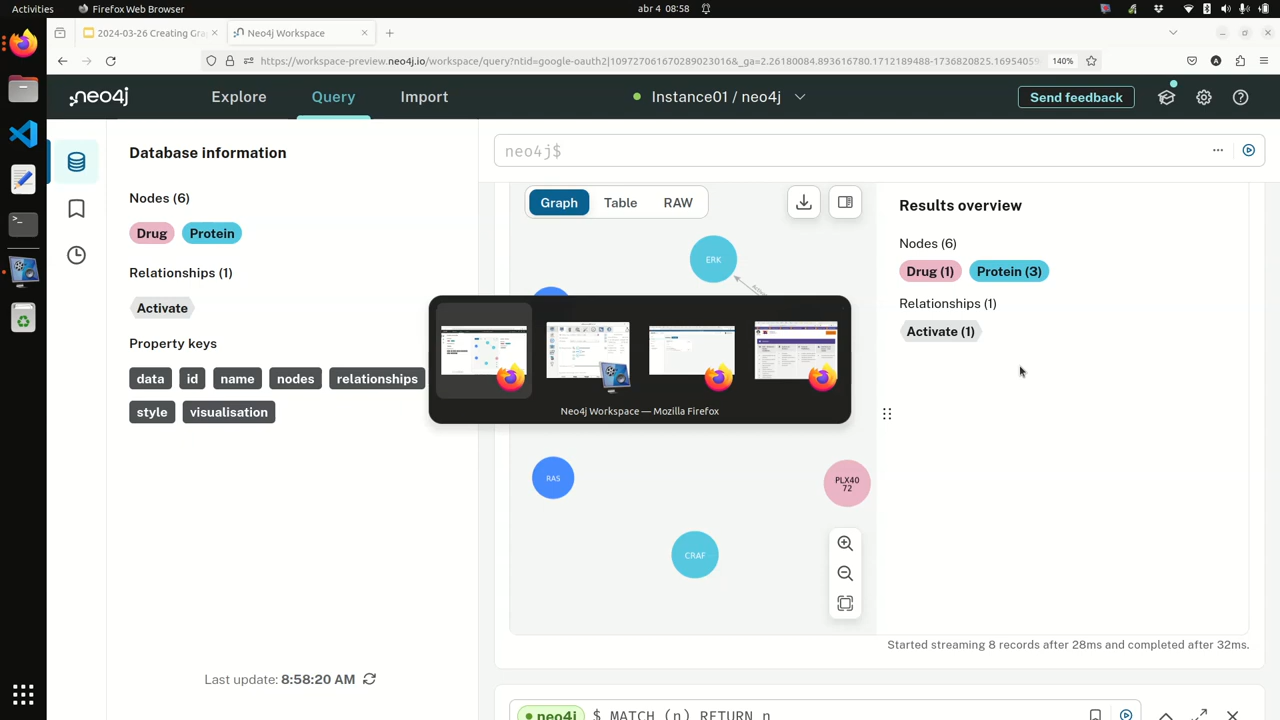 Activities
Firefox Web Browser
abr 4 08:58
2024-03-26 Creating Gra
Neo4j Workspace
https://workspace-preview.neo4j.io/workspace/query?ntid=google-oauth2|109727061670289023016&_ga=2.26180084.893616780.1712189488-1736820825.1695405
140%
neo4j
Explore
Query
Import
Instance01 / neo4j
Send feedback
Database information
Nodes (6)
Drug
Protein
Relationships (1)
Activate
Property keys
data
id
name
nodes
relationships
style
visualisation
Last update: 8:58:20 AM
neo4j$
Graph
Table
RAW
ERK
RAS
PLX40
72
CRAF
Neo4j Workspace — Mozilla Firefox
Results overview
Nodes (6)
Drug (1)
Protein (3)
Relationships (1)
Activate (1)
Started streaming 8 records after 28ms and completed after 32ms.
neo4j
$ MATCH (n) RETURN n